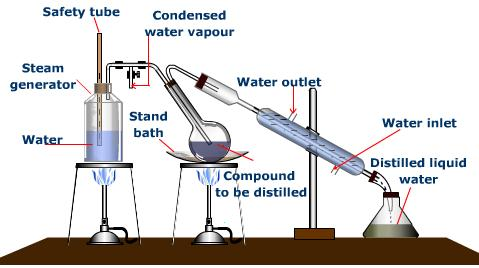 Safety tube
Condensed
water vapour
Steam
generator
Water outlet
Stand
bath
Water inlet
Water
Distilled liquid
water
Compound
to be distilled